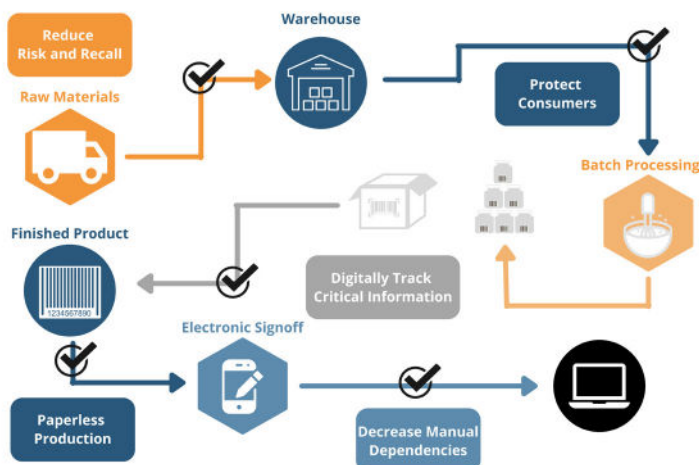 Reduce
Risk and Recall
Warehouse
Raw Materials
Protect
Consumers
Batch Processing
Finished Product
1234567890
Digitally Track
Critical Information
Electronic Signoff
Paperless
Production
Decrease Manual
Dependencies